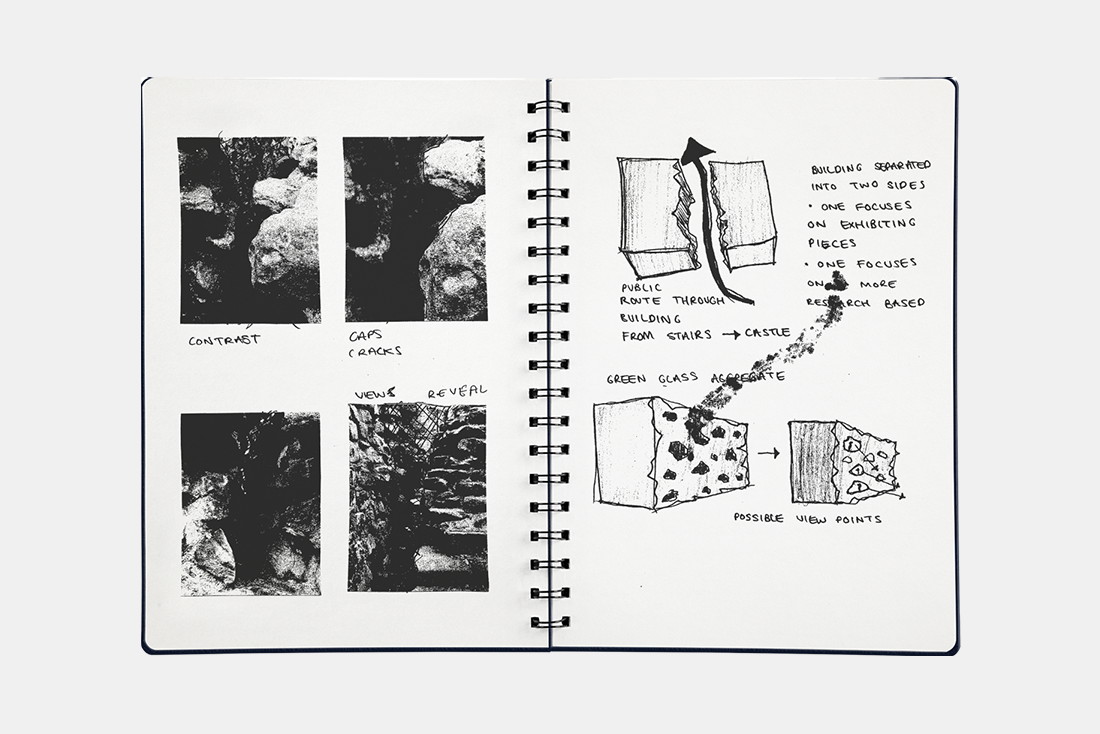 CONTRAST
CAPS
CRACKS
VIEWS REVEAL
PUBLIC
ROUTE THROUGH
BUILDING
FROM STAIRS → CASTLE
BUILDING SEPARATED
INTO TWO SIDES
• ONE FOCUSES
ON EXHIBITING
PIECES
• ONE FOCUSES
ON MORE
RESEARCH BASED
GREEN GLASS AGGREGATE
POSSIBLE VIEW POINTS